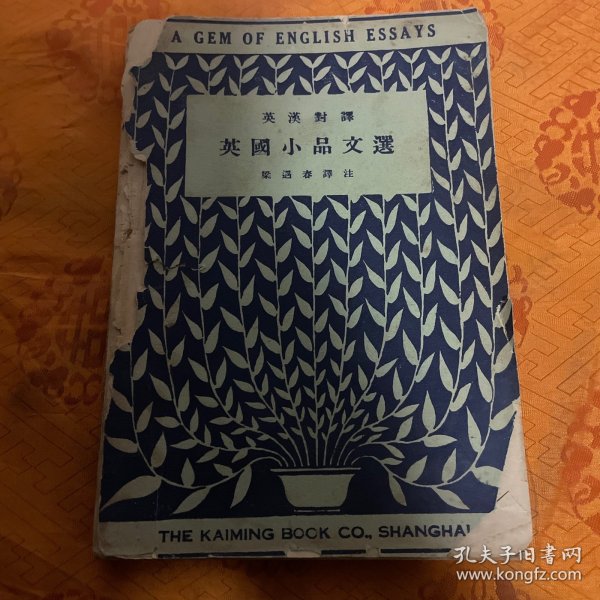 A GEM OF ENGLISH ESSAYS
英漢對譯
英國小品文選
梁遇春譯注
THE KAIMING BOOK CO., SHANGHAI
孔夫子旧书网
www.kongfz.com